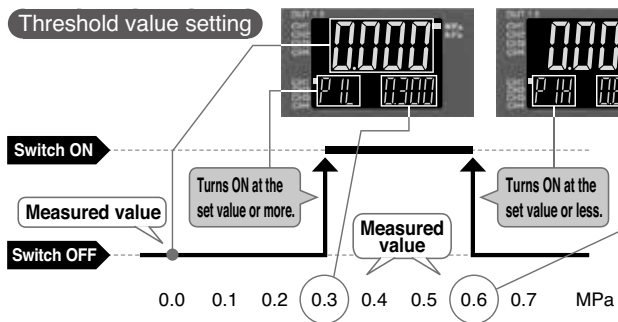 Threshold value setting
0.000
P1L 0.300
0.00
P1H
Switch ON
Turns ON at the
set value or more.
Turns ON at the
set value or less.
Measured value
Measured
value
Switch OFF
0.0 0.1 0.2 0.3 0.4 0.5 0.6 0.7 MPa